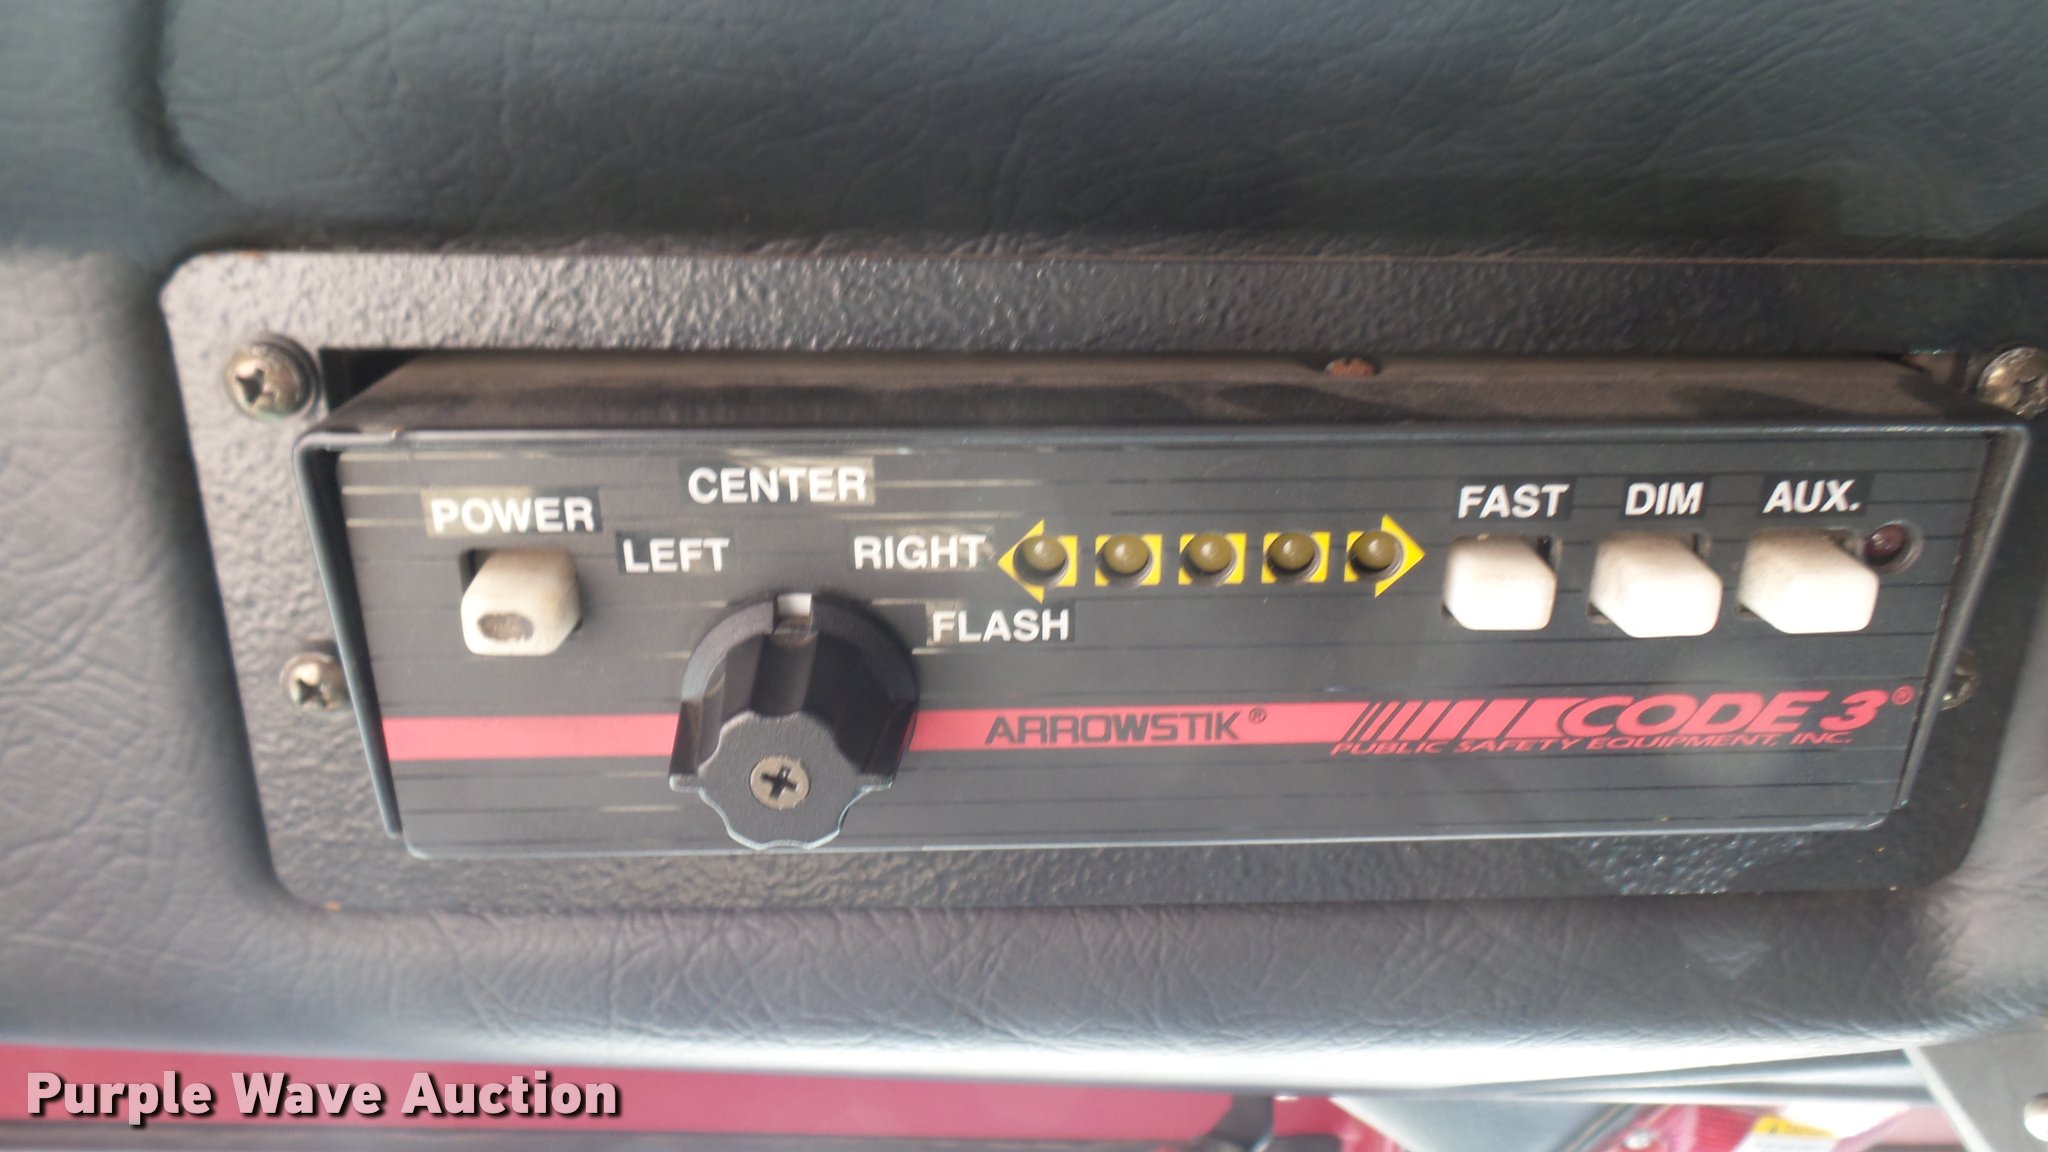 CENTER
POWER
LEFT
RIGHT
FLASH
FAST
DIM
AUX.
ARROWSTIK®
CODE 3®
PUBLIC SAFETY EQUIPMENT, INC.
Purple Wave Auction